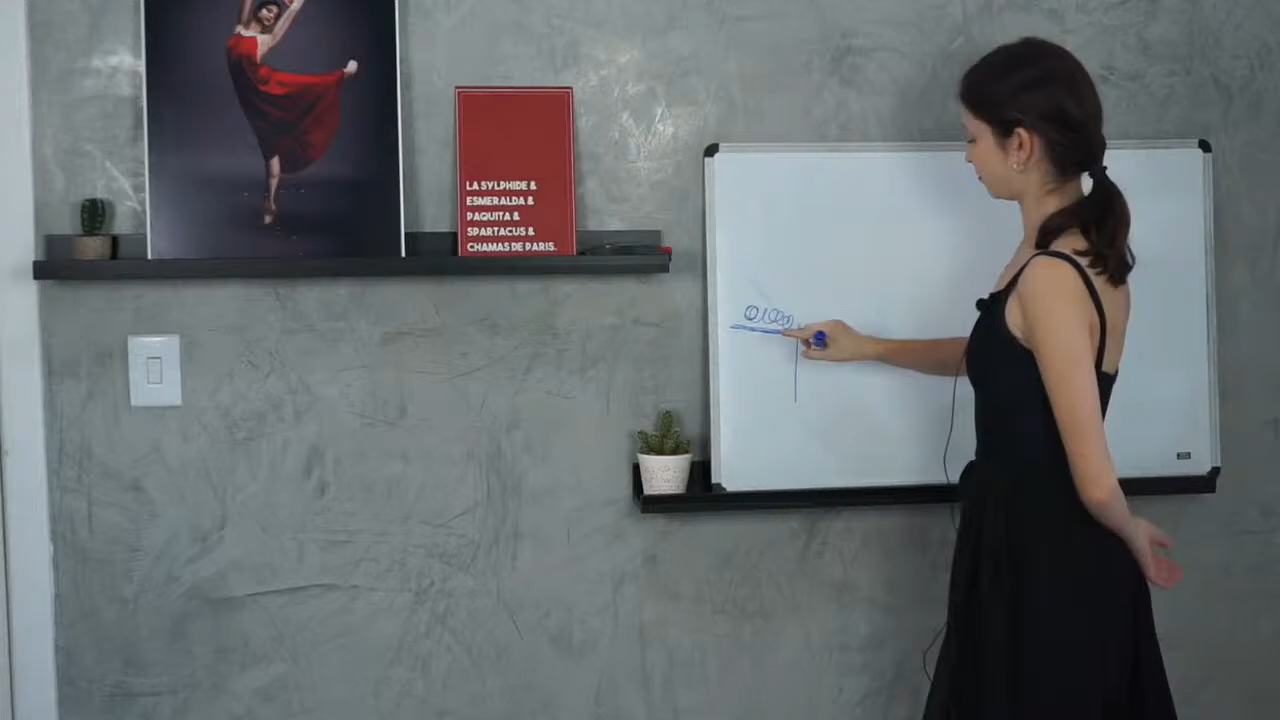 LA SYLPHIDE &
ESMERALDA &
PAQUITA &
SPARTACUS &
CHAMAS DE PARIS.